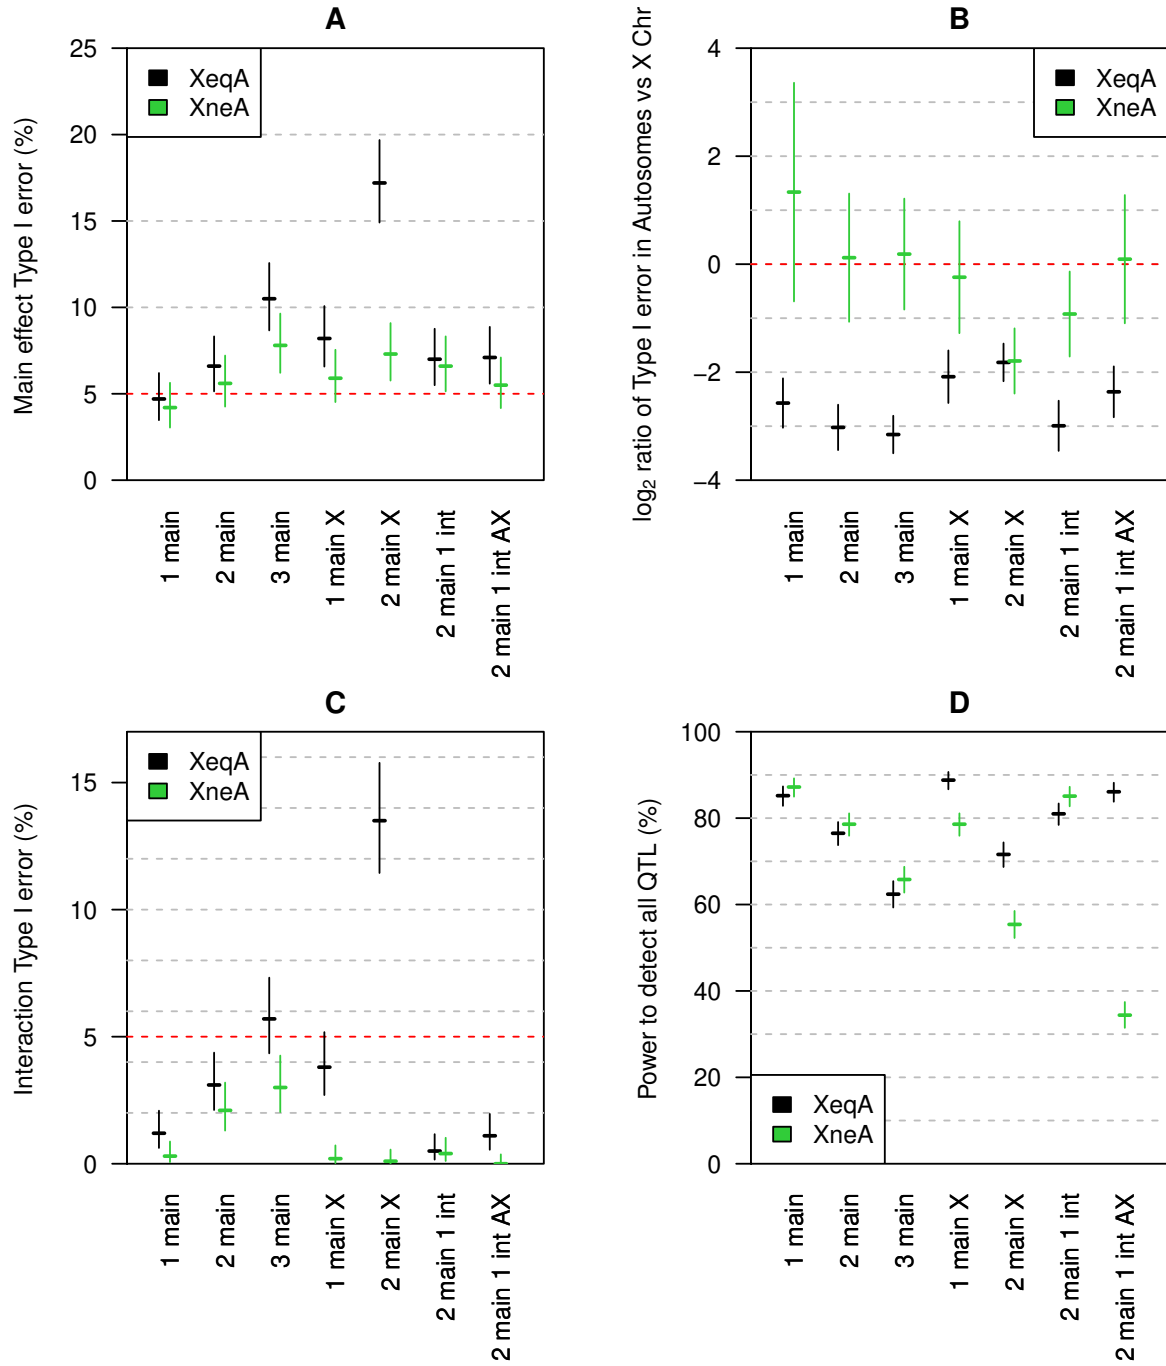 A
Main effect Type I error (%)
25
20
15
10
5
0
XeqA
XneA
1 main
2 main
3 main
1 main X
2 main X
2 main 1 int
2 main 1 int AX
B
log₂ ratio of Type I error in Autosomes vs X Chr
4
2
0
−2
−4
XeqA
XneA
1 main
2 main
3 main
1 main X
2 main X
2 main 1 int
2 main 1 int AX
C
Interaction Type I error (%)
15
10
5
0
XeqA
XneA
1 main
2 main
3 main
1 main X
2 main X
2 main 1 int
2 main 1 int AX
D
Power to detect all QTL (%)
100
80
60
40
20
0
XeqA
XneA
1 main
2 main
3 main
1 main X
2 main X
2 main 1 int
2 main 1 int AX